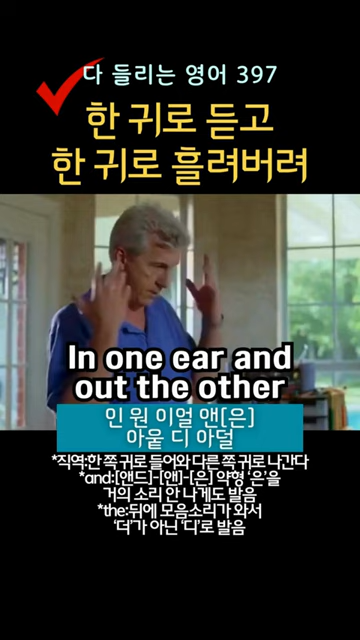 다 들리는 영어 397
한 귀로 듣고
한 귀로 흘려버려
In one ear and
out the other
인 원 이얼 앤[은]
아웉 디 아덜
*직역:한 쪽 귀로 들어와 다른 쪽 귀로 나간다
*and:[앤드]-[앤]-[은] 약형 '은'을
거의 소리 안 나게도 발음
*the:뒤에 모음소리가 와서
'더'가 아닌 '디'로 발음